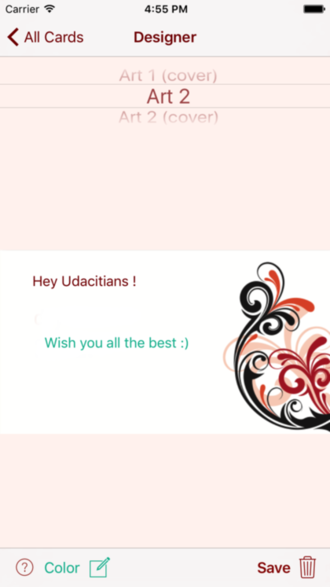 Carrier 4:55 PM
All Cards Designer
Art 1 (cover)
Art 2
Art 2 (cover)
Hey Udacitians !
Wish you all the best :)
? Color Save